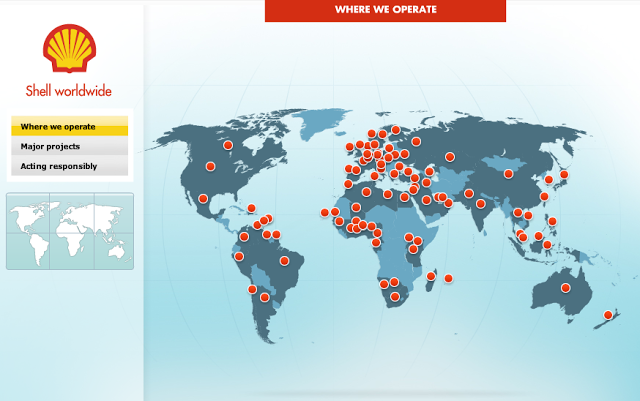 WHERE WE OPERATE
Shell worldwide
Where we operate
Major projects
Acting responsibly